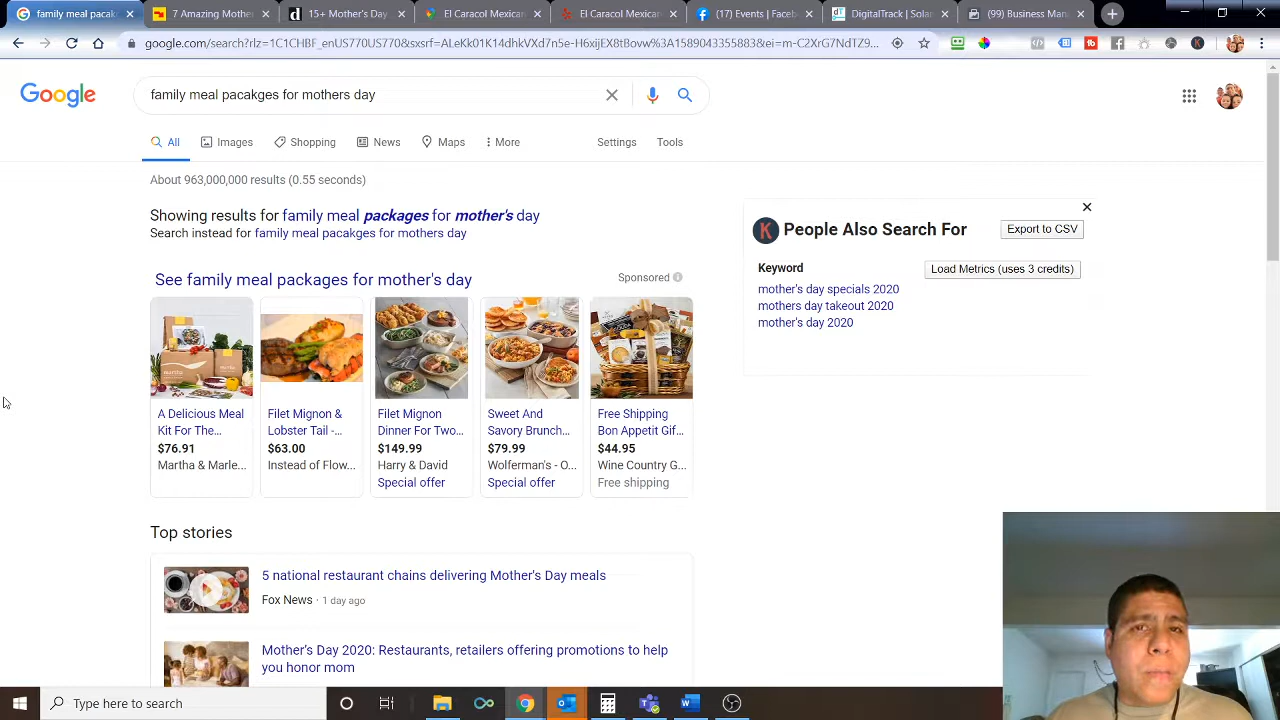 family meal pacak
7 Amazing Mothe
15+ Mother's Day
El Caracol Mexican
El Caracol Mexican
(17) Events | Faceb
DigitalTrack | Solar
(99) Business Man
google.com/search?rlz=1C1CHBF_enUS770US770&sxsrf=ALeKk01K14dhkVXd7n5e-H6xijEX8tBovw%3A1589043355883&ei=m-C2XrG7NdTZ9
Google
family meal pacakges for mothers day
All
Images
Shopping
News
Maps
More
Settings
Tools
About 963,000,000 results (0.55 seconds)
Showing results for family meal packages for mother's day
Search instead for family meal pacakges for mothers day
See family meal packages for mother's day
Sponsored
A Delicious Meal
Kit For The...
$76.91
Martha & Marle...
Filet Mignon &
Lobster Tail -...
$63.00
Instead of Flow...
Filet Mignon
Dinner For Two...
$149.99
Harry & David
Special offer
Sweet And
Savory Brunch...
$79.99
Wolferman's - O...
Special offer
Free Shipping
Bon Appetit Gif...
$44.95
Wine Country G...
Free shipping
K People Also Search For
Export to CSV
Keyword
Load Metrics (uses 3 credits)
mother's day specials 2020
mothers day takeout 2020
mother's day 2020
Top stories
5 national restaurant chains delivering Mother's Day meals
Fox News · 1 day ago
Mother's Day 2020: Restaurants, retailers offering promotions to help
you honor mom
Type here to search